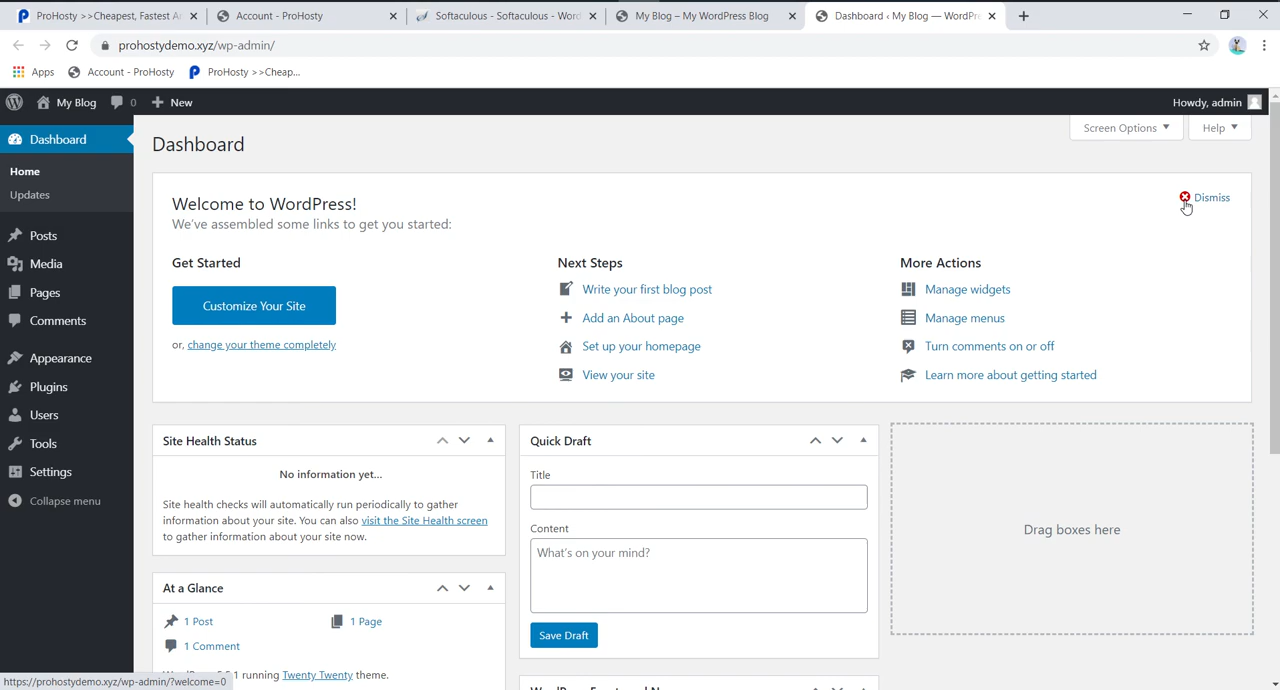 ProHosty >>Cheapest, Fastest A
Account - ProHosty
Softaculous - Softaculous - Word
My Blog – My WordPress Blog
Dashboard ‹ My Blog — WordPre
prohostydemo.xyz/wp-admin/
Apps
Account - ProHosty
ProHosty >>Cheap...
My Blog
0
New
Howdy, admin
Dashboard
Home
Updates
Posts
Media
Pages
Comments
Appearance
Plugins
Users
Tools
Settings
Collapse menu
Screen Options
Help
Dashboard
Welcome to WordPress!
We've assembled some links to get you started:
Dismiss
Get Started
Customize Your Site
or, change your theme completely
Next Steps
Write your first blog post
Add an About page
Set up your homepage
View your site
More Actions
Manage widgets
Manage menus
Turn comments on or off
Learn more about getting started
Site Health Status
No information yet...
Site health checks will automatically run periodically to gather
information about your site. You can also visit the Site Health screen
to gather information about your site now.
At a Glance
1 Post
1 Page
1 Comment
running Twenty Twenty theme.
Quick Draft
Title
Content
What's on your mind?
Save Draft
Drag boxes here
https://prohostydemo.xyz/wp-admin/?welcome=0